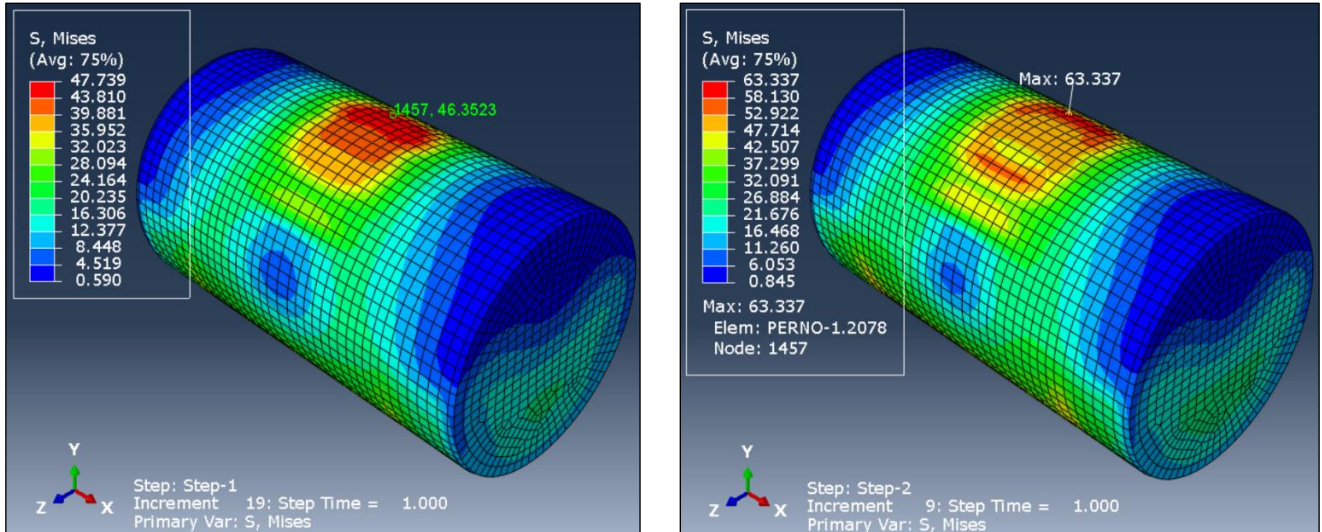 S, Mises
(Avg: 75%)
47.739
43.810
39.881
35.952
32.023
28.094
24.164
20.235
16.306
12.377
8.448
4.519
0.590
1457, 46.3523
Y
Z
X
Step: Step-1
Increment 19: Step Time = 1.000
Primary Var: S, Mises
S, Mises
(Avg: 75%)
63.337
58.130
52.922
47.714
42.507
37.299
32.091
26.884
21.676
16.468
11.260
6.053
0.845
Max: 63.337
Elem: PERNO-1.2078
Node: 1457
Max: 63.337
Y
Z
X
Step: Step-2
Increment 9: Step Time = 1.000
Primary Var: S, Mises